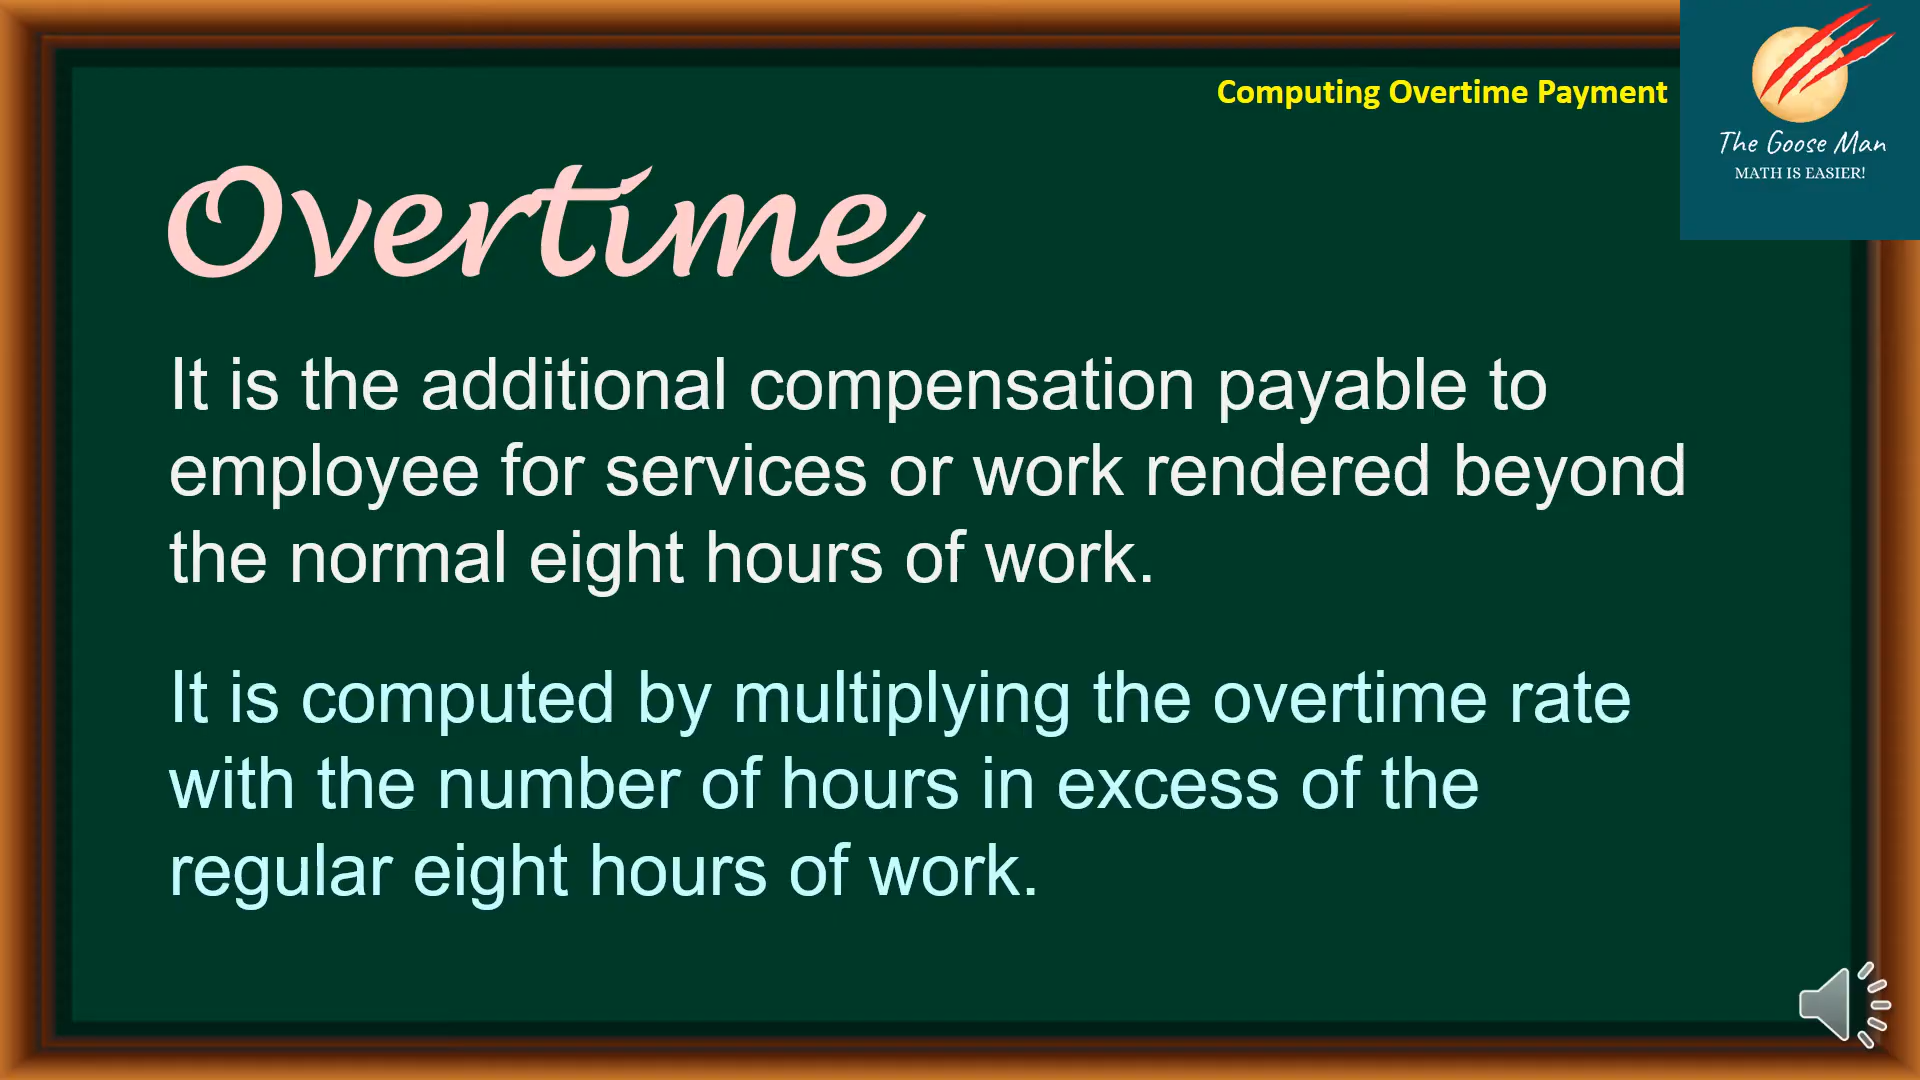 Computing Overtime Payment
The Goose Man
MATH IS EASIER!
Overtime
It is the additional compensation payable to
employee for services or work rendered beyond
the normal eight hours of work.
It is computed by multiplying the overtime rate
with the number of hours in excess of the
regular eight hours of work.